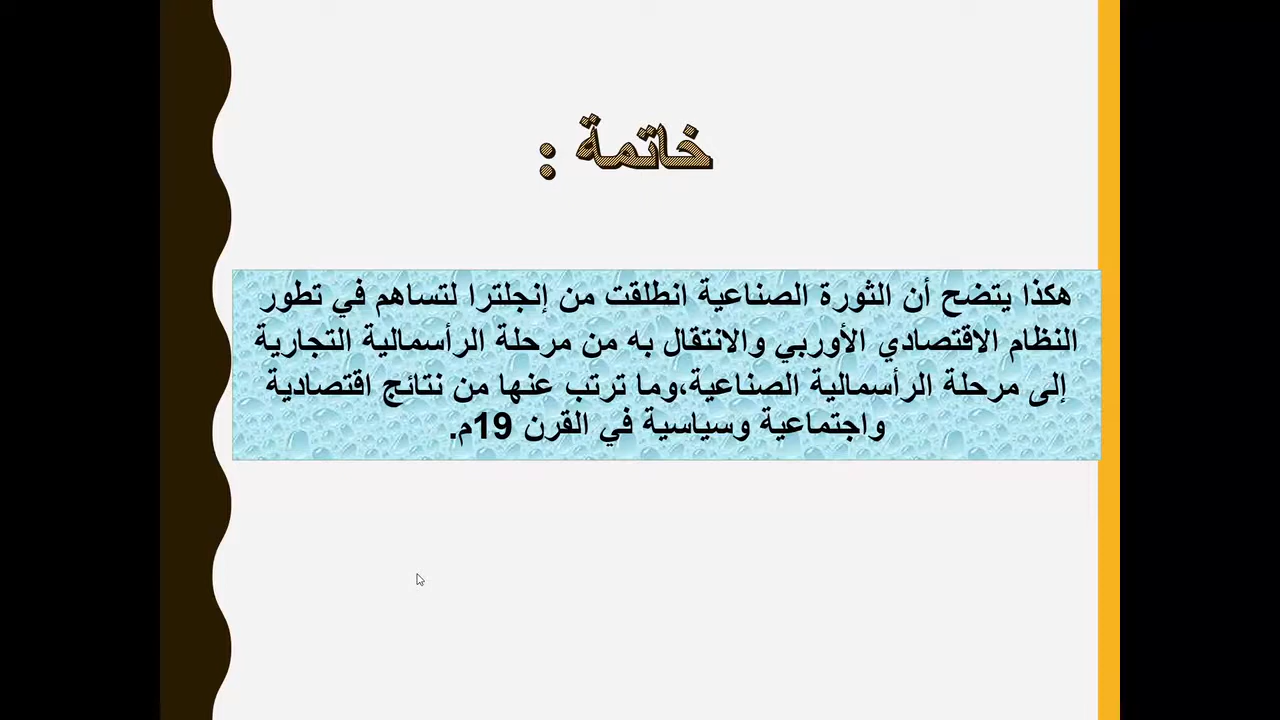 خاتمة :
هكذا يتضح أن الثورة الصناعية انطلقت من إنجلترا لتساهم في تطور
النظام الاقتصادي الأوربي والانتقال به من مرحلة الرأسمالية التجارية
إلى مرحلة الرأسمالية الصناعية،وما ترتب عنها من نتائج اقتصادية
واجتماعية وسياسية في القرن 19م.